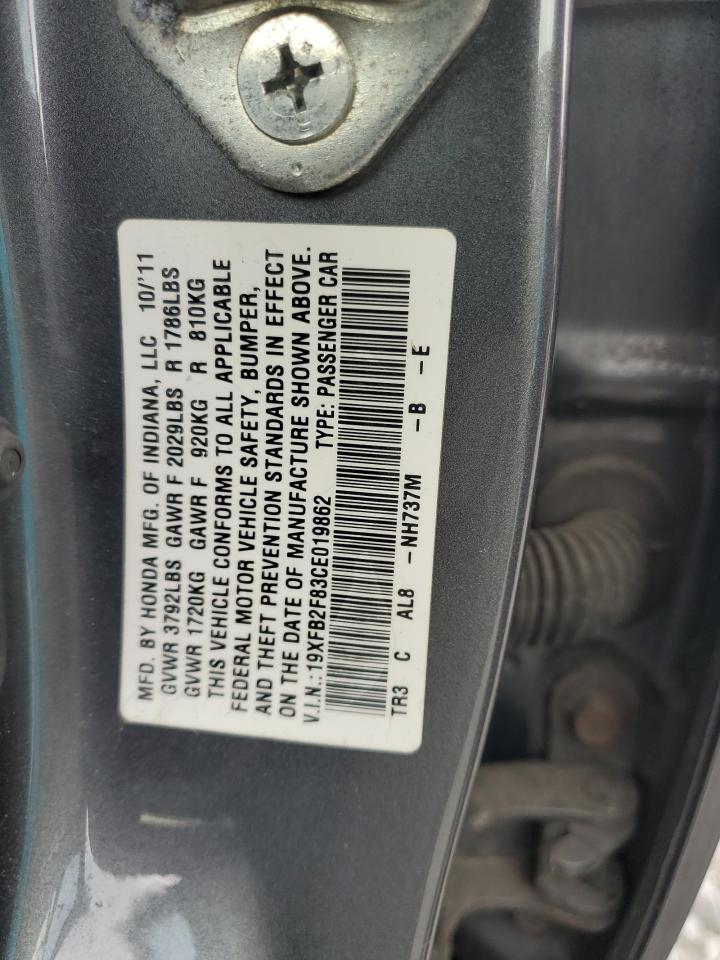 MFD. BY HONDA MFG. OF INDIANA, LLC 10/'11
GVWR 3792LBS GAWR F 2029LBS R 1786LBS
GVWR 1720KG GAWR F 920KG R 810KG
THIS VEHICLE CONFORMS TO ALL APPLICABLE
FEDERAL MOTOR VEHICLE SAFETY, BUMPER,
AND THEFT PREVENTION STANDARDS IN EFFECT
ON THE DATE OF MANUFACTURE SHOWN ABOVE.
V.I.N.:19XFB2F83CE019862 TYPE: PASSENGER CAR
TR3 C AL8 -NH737M -B -E